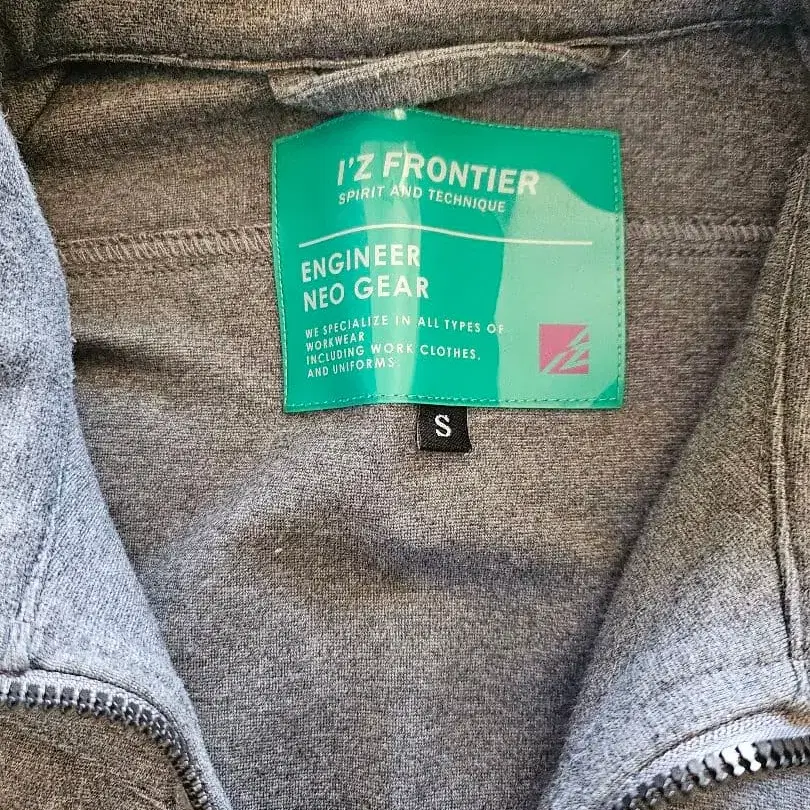 I'Z FRONTIER
SPIRIT AND TECHNIQUE
ENGINEER
NEO GEAR
WE SPECIALIZE IN ALL TYPES OF
WORKWEAR
INCLUDING WORK CLOTHES,
AND UNIFORMS.
IZ
S